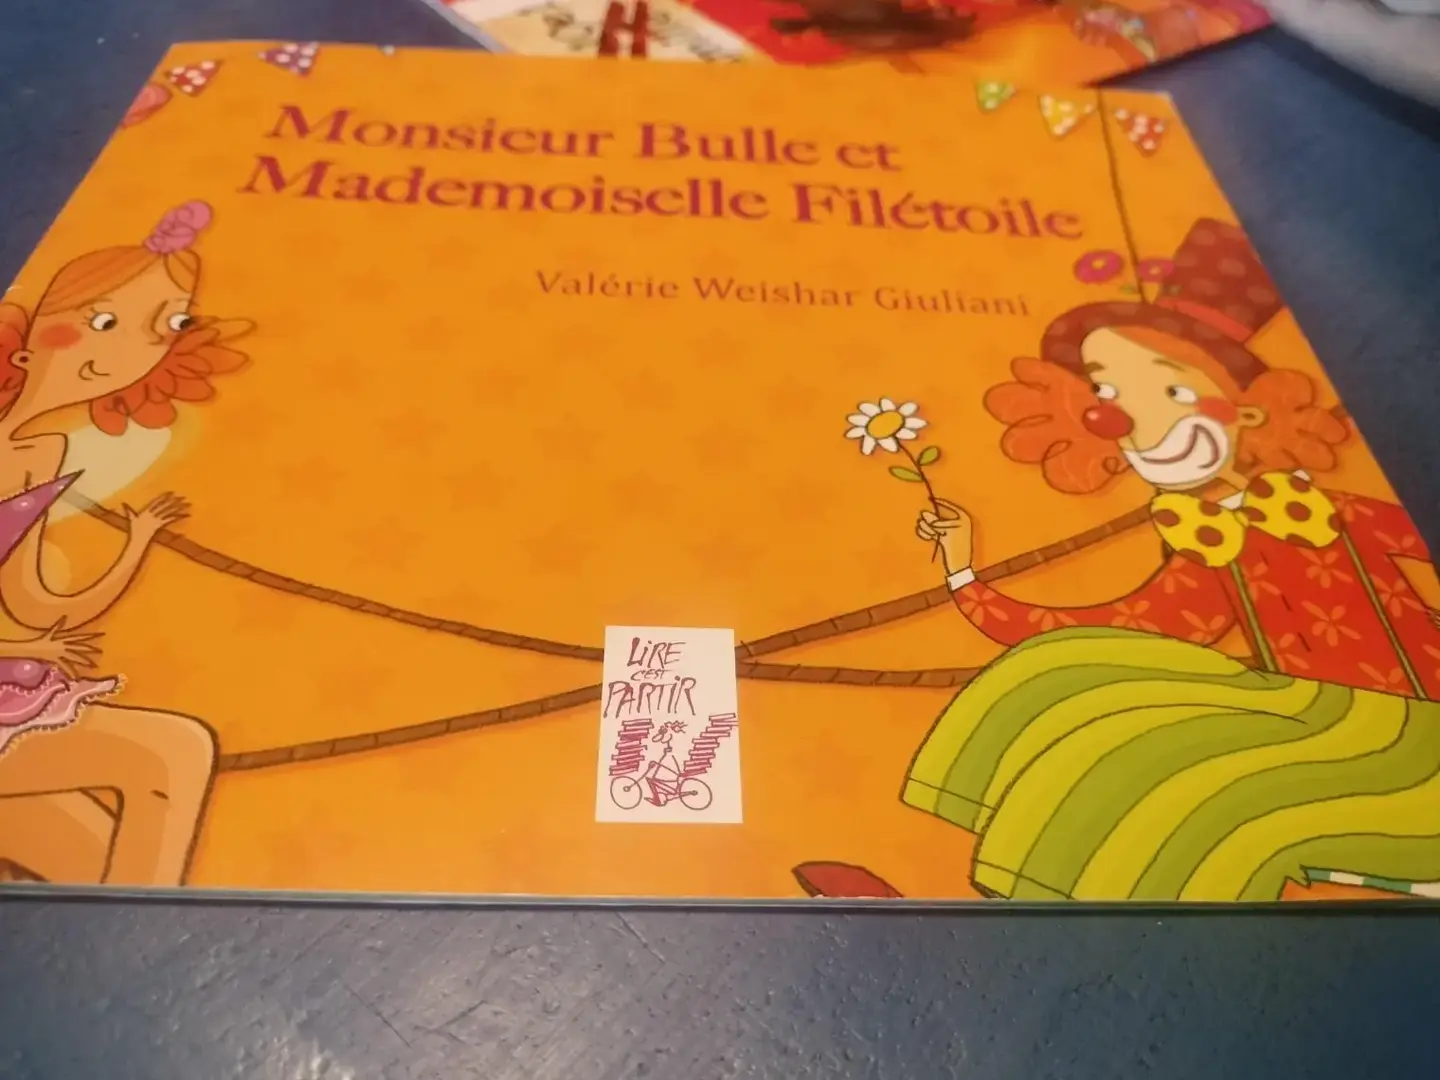 Monsieur Bulle et
Mademoiselle Filétoile
Valérie Weishar Giuliani
LIRE
C'EST
PARTIR